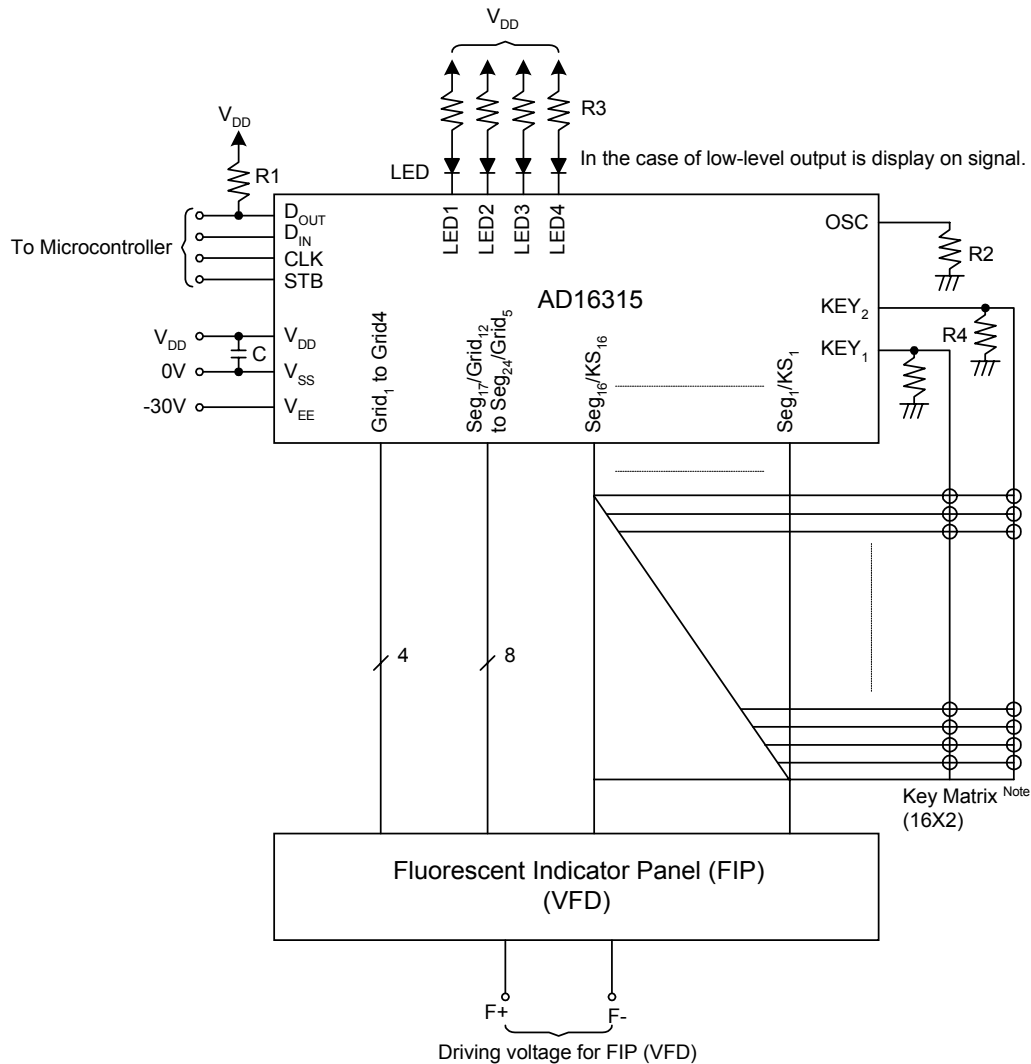 V_DD
R3
V_DD
R1
LED
In the case of low-level output is display on signal.
LED1
LED2
LED3
LED4
To Microcontroller
D_OUT
D_IN
CLK
STB
OSC
R2
AD16315
KEY_2
R4
KEY_1
V_DD
C
V_DD
0V
V_SS
-30V
V_EE
Grid_1 to Grid4
Seg_17/Grid_12
to Seg_24/Grid_5
Seg_16/KS_16
Seg_1/KS_1
4
8
Key Matrix Note
(16X2)
Fluorescent Indicator Panel (FIP)
(VFD)
F+
F-
Driving voltage for FIP (VFD)